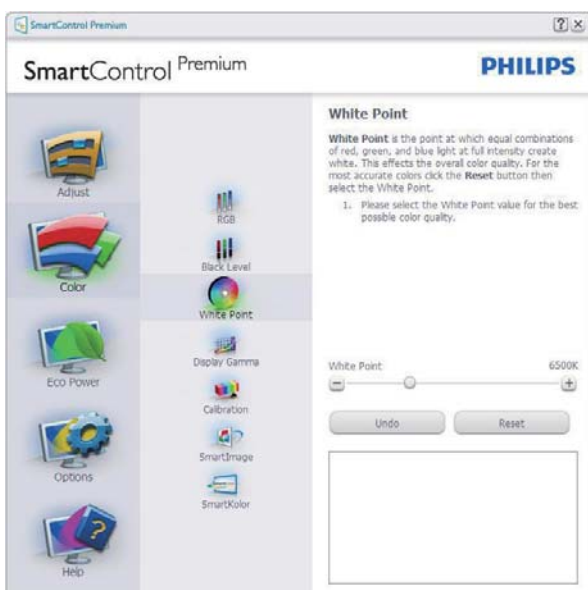 SmartControl Premium
SmartControl Premium
PHILIPS
Adjust
Color
Eco Power
Options
Help
RGB
Black Level
White Point
Display Gamma
Calibration
SmartImage
SmartKolor
White Point
White Point is the point at which equal combinations
of red, green, and blue light at full intensity create
white. This effects the overall color quality. For the
most accurate colors click the Reset button then
select the White Point.
1. Please select the White Point value for the best
possible color quality.
White Point 6500K
Undo Reset